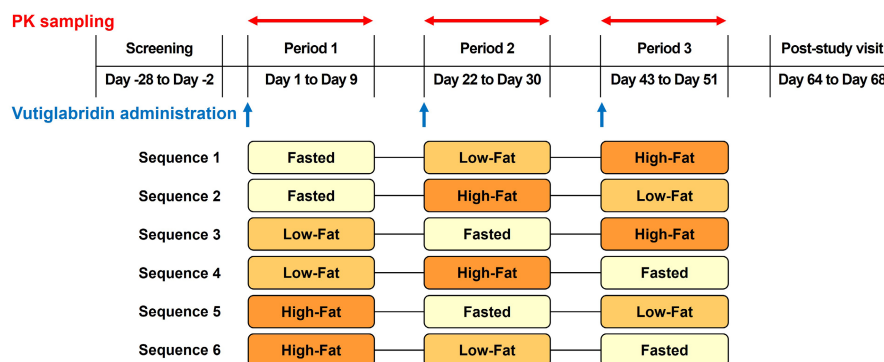 PK sampling
Screening Period 1 Period 2 Period 3 Post-study visit
Day -28 to Day -2 Day 1 to Day 9 Day 22 to Day 30 Day 43 to Day 51 Day 64 to Day 68
Vutiglabridin administration
Sequence 1 Fasted Low-Fat High-Fat
Sequence 2 Fasted High-Fat Low-Fat
Sequence 3 Low-Fat Fasted High-Fat
Sequence 4 Low-Fat High-Fat Fasted
Sequence 5 High-Fat Fasted Low-Fat
Sequence 6 High-Fat Low-Fat Fasted